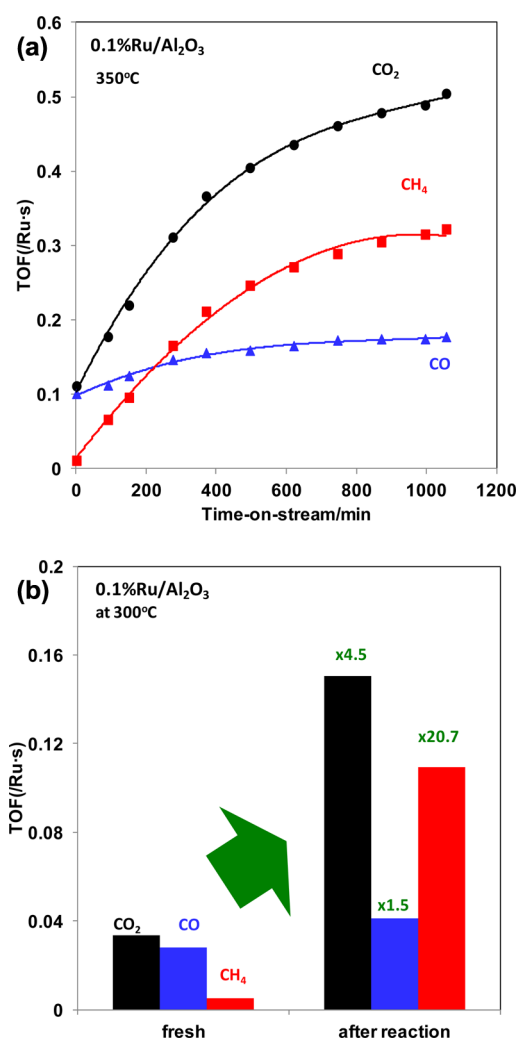 (a)
0.1%Ru/Al₂O₃
350°C
CO₂
CH₄
CO
TOF(/Ru·s)
0.6
0.5
0.4
0.3
0.2
0.1
0
0 200 400 600 800 1000 1200
Time-on-stream/min
(b)
0.1%Ru/Al₂O₃
at 300°C
x4.5
x20.7
x1.5
CO₂
CO
CH₄
TOF(/Ru·s)
0.2
0.16
0.12
0.08
0.04
0
fresh after reaction